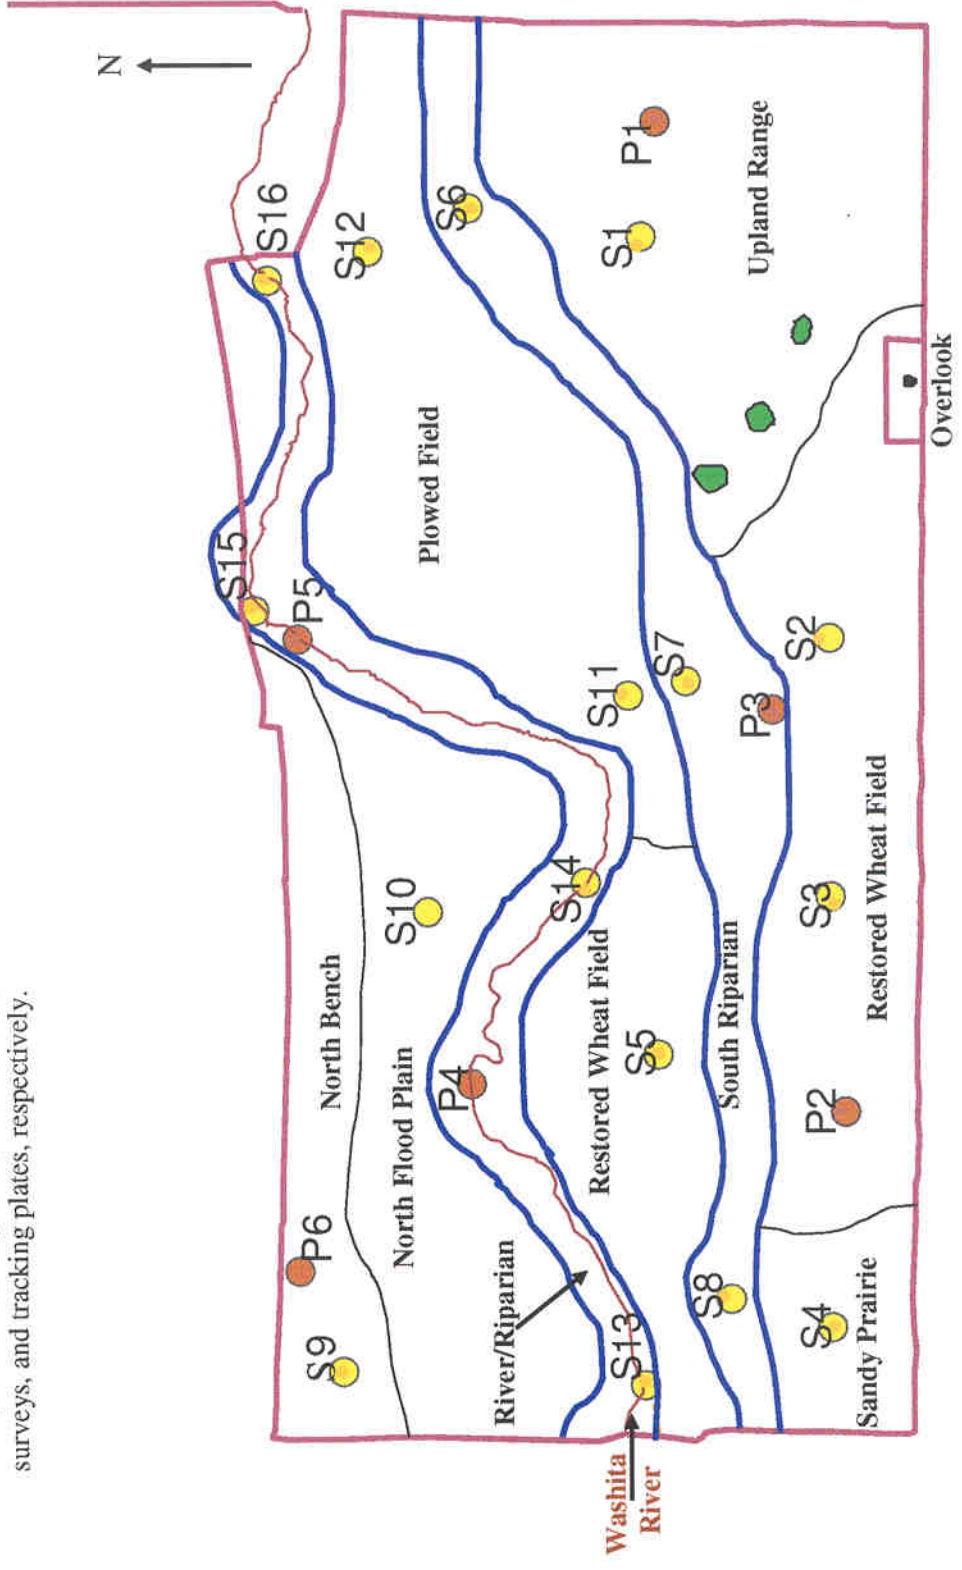 surveys, and tracking plates, respectively.
N
S16
S15
S12
S6
P1
S1
Upland Range
Plowed Field
Overlook
P5
S11
S7
S2
P3
S10
S14
S3
Restored Wheat Field
North Bench
North Flood Plain
P4
Restored Wheat Field
S5
South Riparian
P2
P6
S9
River/Riparian
S13
S8
S4
Sandy Prairie
Washita
River